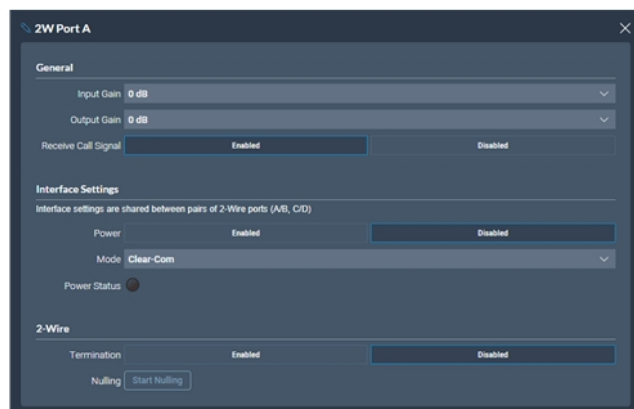 2W Port A
General
Input Gain 0 dB
Output Gain 0 dB
Receive Call Signal Enabled Disabled
Interface Settings
Interface settings are shared between pairs of 2-Wire ports (A/B, C/D)
Power Enabled Disabled
Mode Clear-Com
Power Status
2-Wire
Termination Enabled Disabled
Nulling Start Nulling